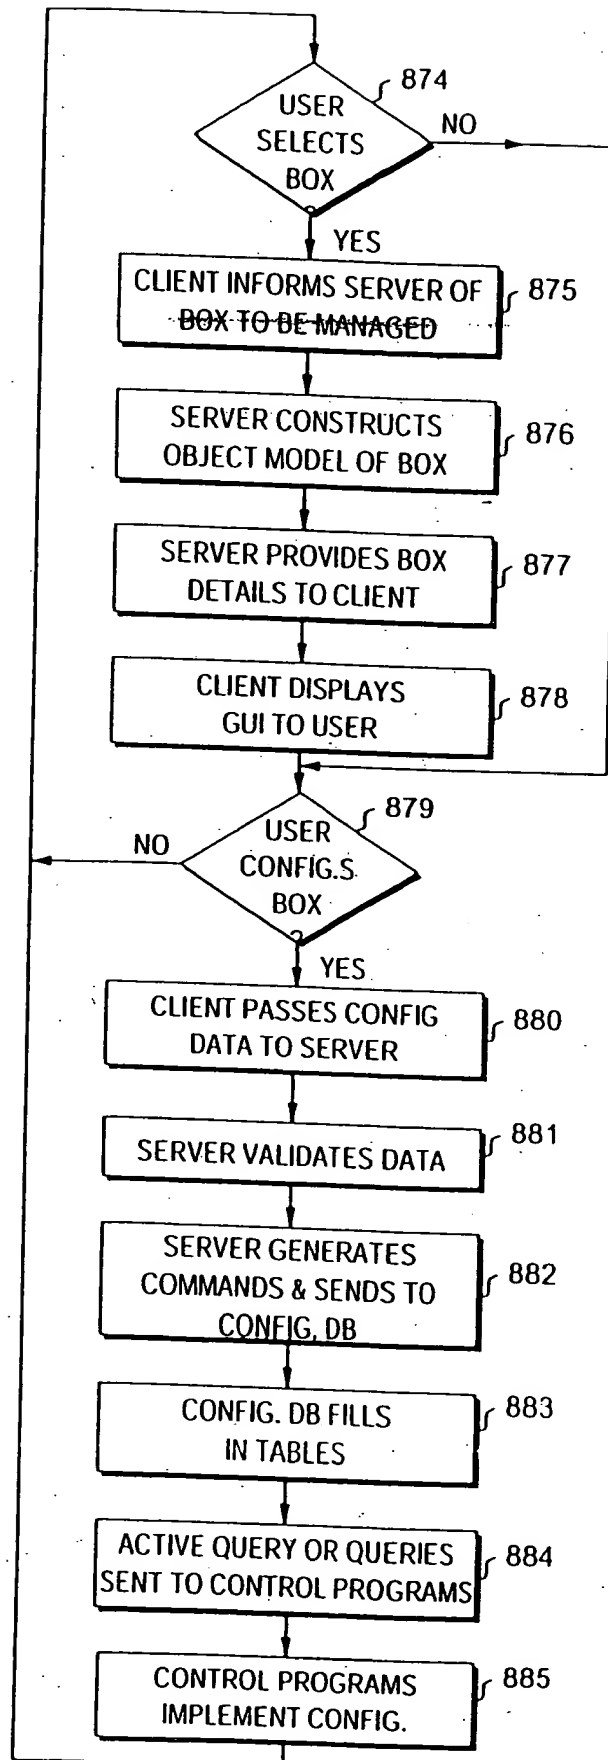 874
USER
SELECTS
BOX
?
NO
YES
CLIENT INFORMS SERVER OF
BOX TO BE MANAGED
875
SERVER CONSTRUCTS
OBJECT MODEL OF BOX
876
SERVER PROVIDES BOX
DETAILS TO CLIENT
877
CLIENT DISPLAYS
GUI TO USER
878
879
USER
CONFIG.S
BOX
?
NO
YES
CLIENT PASSES CONFIG
DATA TO SERVER
880
SERVER VALIDATES DATA
881
SERVER GENERATES
COMMANDS & SENDS TO
CONFIG, DB
882
CONFIG. DB FILLS
IN TABLES
883
ACTIVE QUERY OR QUERIES
SENT TO CONTROL PROGRAMS
884
CONTROL PROGRAMS
IMPLEMENT CONFIG.
885